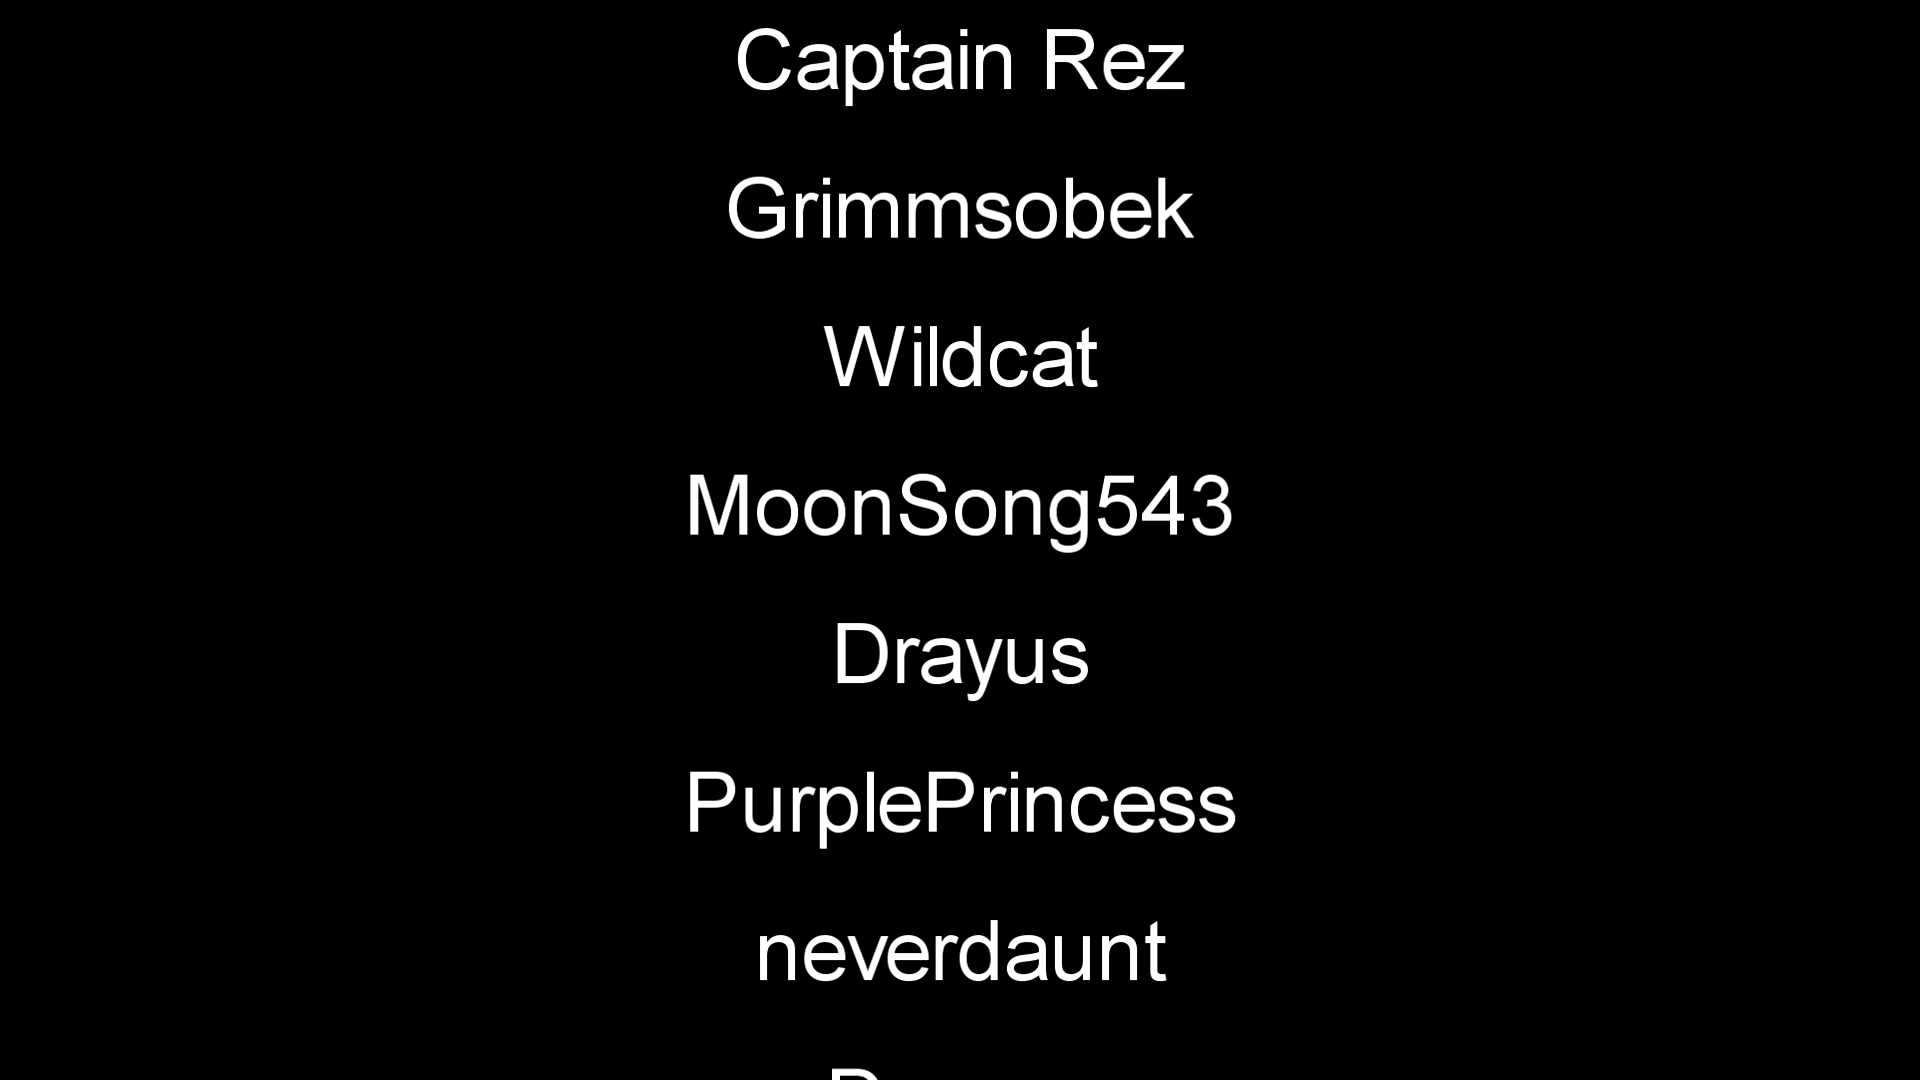 Captain Rez
Grimmsobek
Wildcat
MoonSong543
Drayus
PurplePrincess
neverdaunt